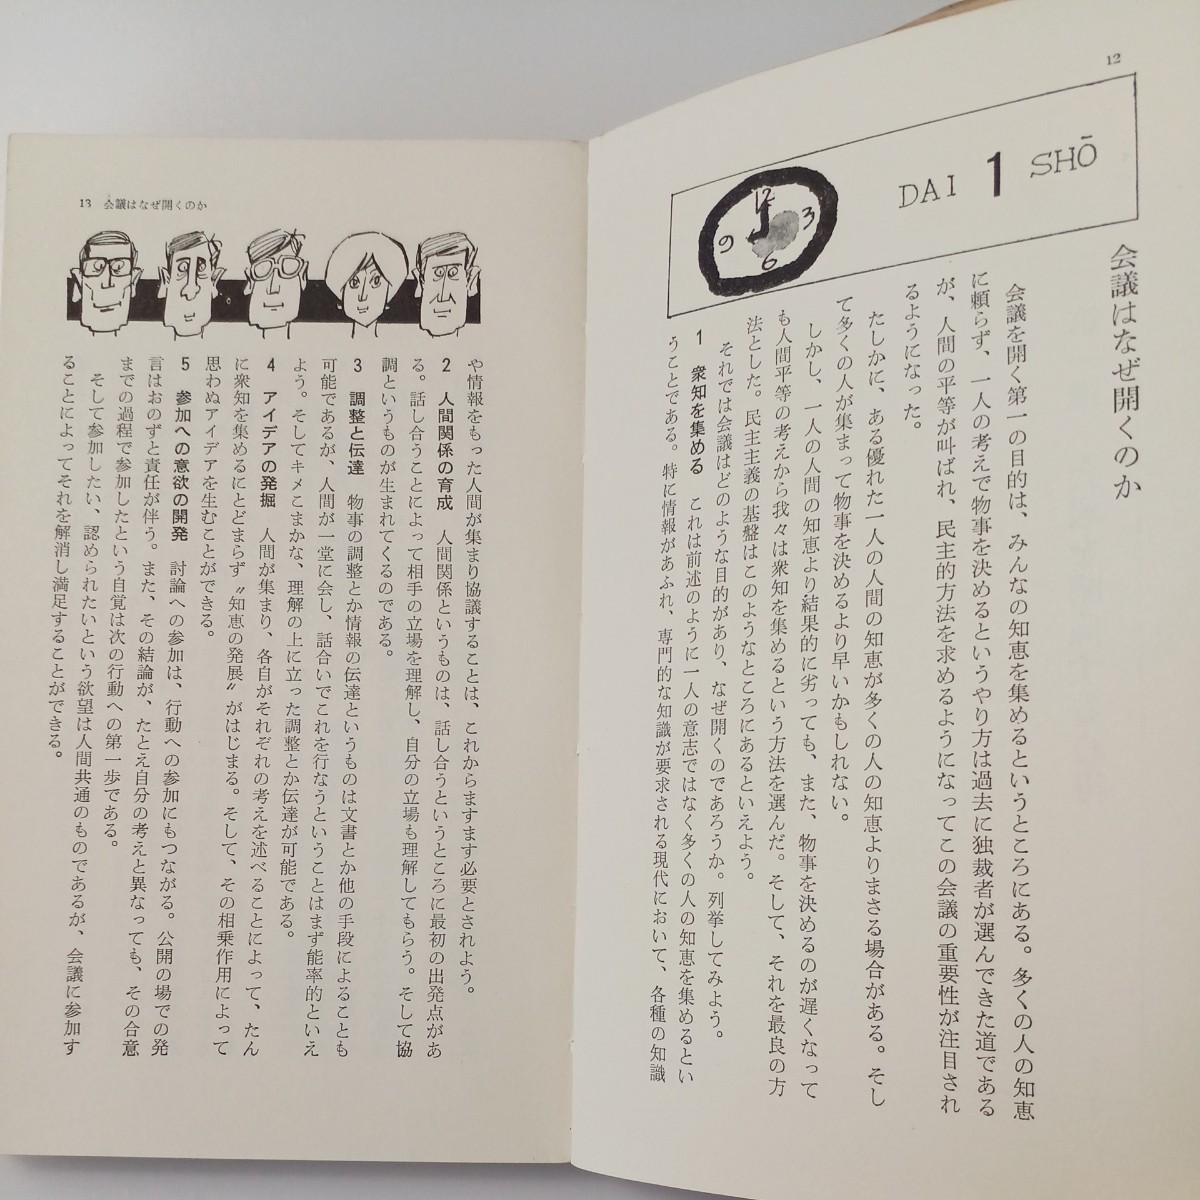 12
DAI 1 SHŌ
12
3
6
9
会議はなぜ開くのか
会議を開く第一の目的は、みんなの知恵を集めるというところにある。多くの人の知恵
に頼らず、一人の考えで物事を決めるというやり方は過去に独裁者が選んできた道である
が、人間の平等が叫ばれ、民主的方法を求めるようになってこの会議の重要性が注目され
るようになった。
たしかに、ある優れた一人の人間の知恵が多くの人の知恵よりまさる場合がある。そし
て多くの人が集まって物事を決めるより早いかもしれない。
しかし、一人の人間の知恵より結果的に劣っても、また、物事を決めるのが遅くなって
も人間平等の考えから我々は衆知を集めるという方法を選んだ。そして、それを最良の方
法とした。民主主義の基盤はこのようなところにあるといえよう。
それでは会議はどのような目的があり、なぜ開くのであろうか。列挙してみよう。
1 衆知を集める これは前述のように一人の意志ではなく多くの人の知恵を集めるとい
うことである。特に情報があふれ、専門的な知識が要求される現代において、各種の知識
13 会議はなぜ開くのか
や情報をもった人間が集まり協議することは、これからますます必要とされよう。
2 人間関係の育成 人間関係というものは、話し合うというところに最初の出発点があ
る。話し合うことによって相手の立場を理解し、自分の立場も理解してもらう。そして協
調というものが生まれてくるのである。
3 調整と伝達 物事の調整とか情報の伝達というものは文書とか他の手段によることも
可能であるが、人間が一堂に会し、話合いでこれを行なうということはまず能率的といえ
よう。そしてキメこまかな、理解の上に立った調整とか伝達が可能である。
4 アイデアの発掘 人間が集まり、各自がそれぞれの考えを述べることによって、たん
に衆知を集めるにとどまらず〝知恵の発展〟がはじまる。そして、その相乗作用によって
思わぬアイデアを生むことができる。
5 参加への意欲の開発 討論への参加は、行動への参加にもつながる。公開の場での発
言はおのずと責任が伴う。また、その結論が、たとえ自分の考えと異なっても、その合意
までの過程で参加したという自覚は次の行動への第一歩である。
そして参加したい、認められたいという欲望は人間共通のものであるが、会議に参加す
ることによってそれを解消し満足することができる。